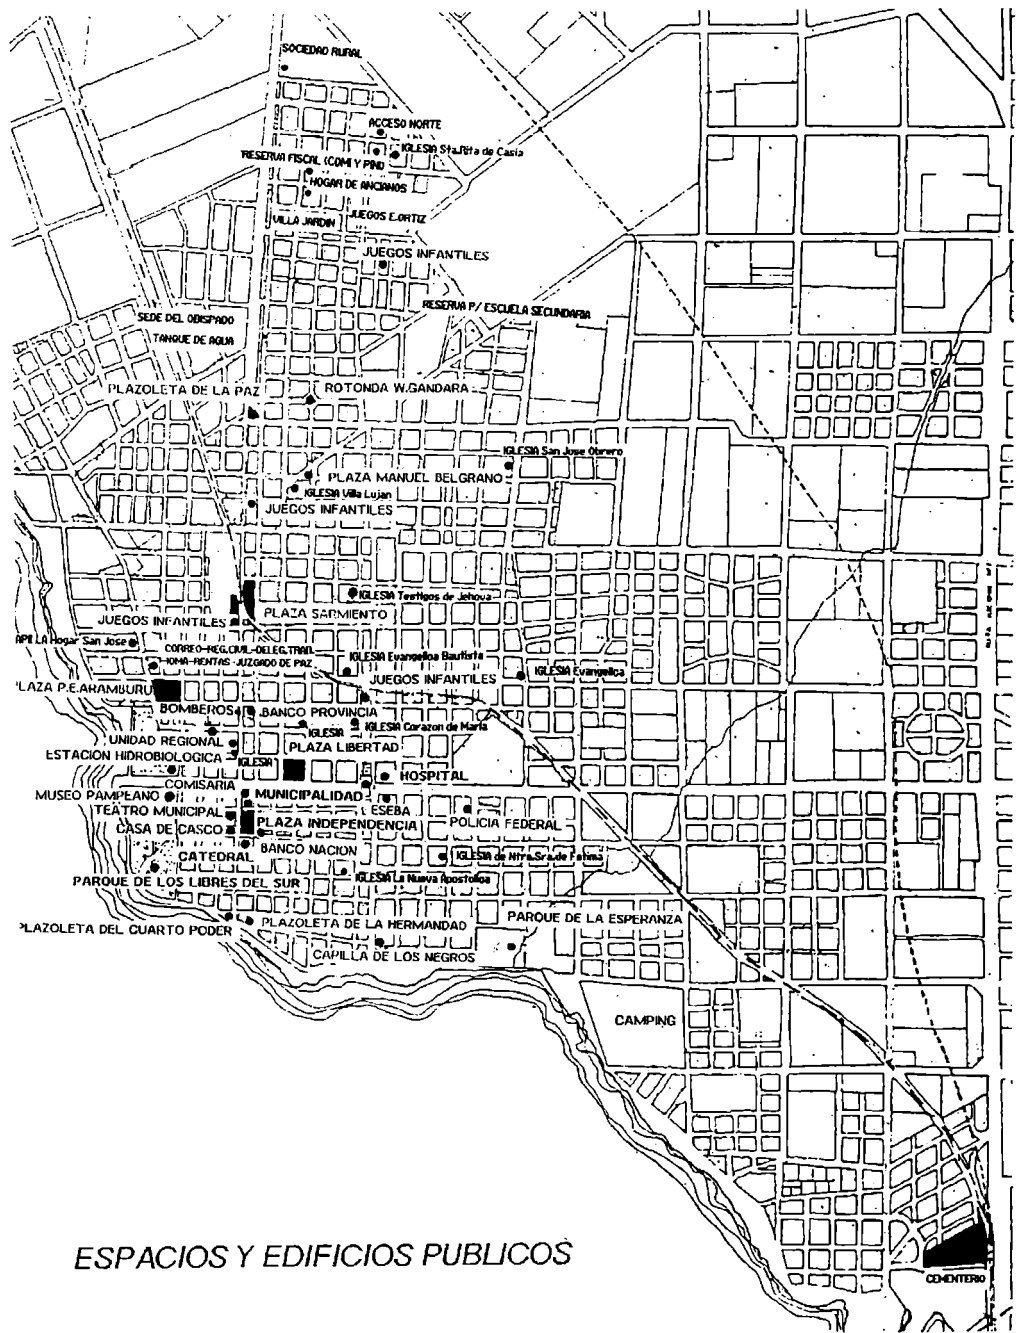 SOCIEDAD RURAL
ACCESO NORTE
IGLESIA Sta.Rita de Casia
RESERVA FISCAL (COMI Y PIND
HOGAR DE ANCIANOS
VILLA JARDIN
JUEGOS E.ORTIZ
JUEGOS INFANTILES
RESERVA P/ ESCUELA SECUNDARIA
SEDE DEL OBISPADO
TANQUE DE AGUA
PLAZOLETA DE LA PAZ
ROTONDA W.GANDARA
IGLESIA San Jose Obrero
PLAZA MANUEL BELGRANO
IGLESIA Villa Lujan
JUEGOS INFANTILES
IGLESIA Testigos de Jehova
PLAZA SARMIENTO
JUEGOS INFANTILES
Hogar San Jose
CORREO-REG.CIVIL-DELEG.TRAN.
-RENTAS-JUZGADO DE PAZ
IGLESIA Evangelica Bautista
JUEGOS INFANTILES
IGLESIA Evangelica
LAZA P.E.ARAMBURU
BOMBEROS
BANCO PROVINCIA
IGLESIA
IGLESIA Corazon de Maria
UNIDAD REGIONAL
PLAZA LIBERTAD
ESTACION HIDROBIOLOGICA
IGLESIA
HOSPITAL
COMISARIA
MUSEO PAMPEANO
MUNICIPALIDAD
ESEBA
TEATRO MUNICIPAL
PLAZA INDEPENDENCIA
POLICIA FEDERAL
CASA DE CASCO
BANCO NACION
CATEDRAL
IGLESIA de Ntra.Sra.de Fatima
PARQUE DE LOS LIBRES DEL SUR
IGLESIA La Nueva Apostolica
PLAZOLETA DEL CUARTO PODER
PLAZOLETA DE LA HERMANDAD
PARQUE DE LA ESPERANZA
CAPILLA DE LOS NEGROS
CAMPING
ESPACIOS Y EDIFICIOS PUBLICOS
CEMENTERIO